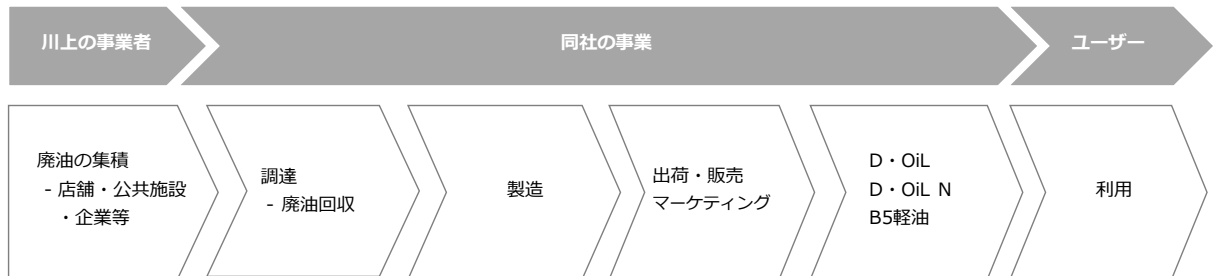 川上の事業者
同社の事業
ユーザー
廃油の集積
- 店舗・公共施設
・企業等
調達
- 廃油回収
製造
出荷・販売
マーケティング
D・OiL
D・OiL N
B5軽油
利用